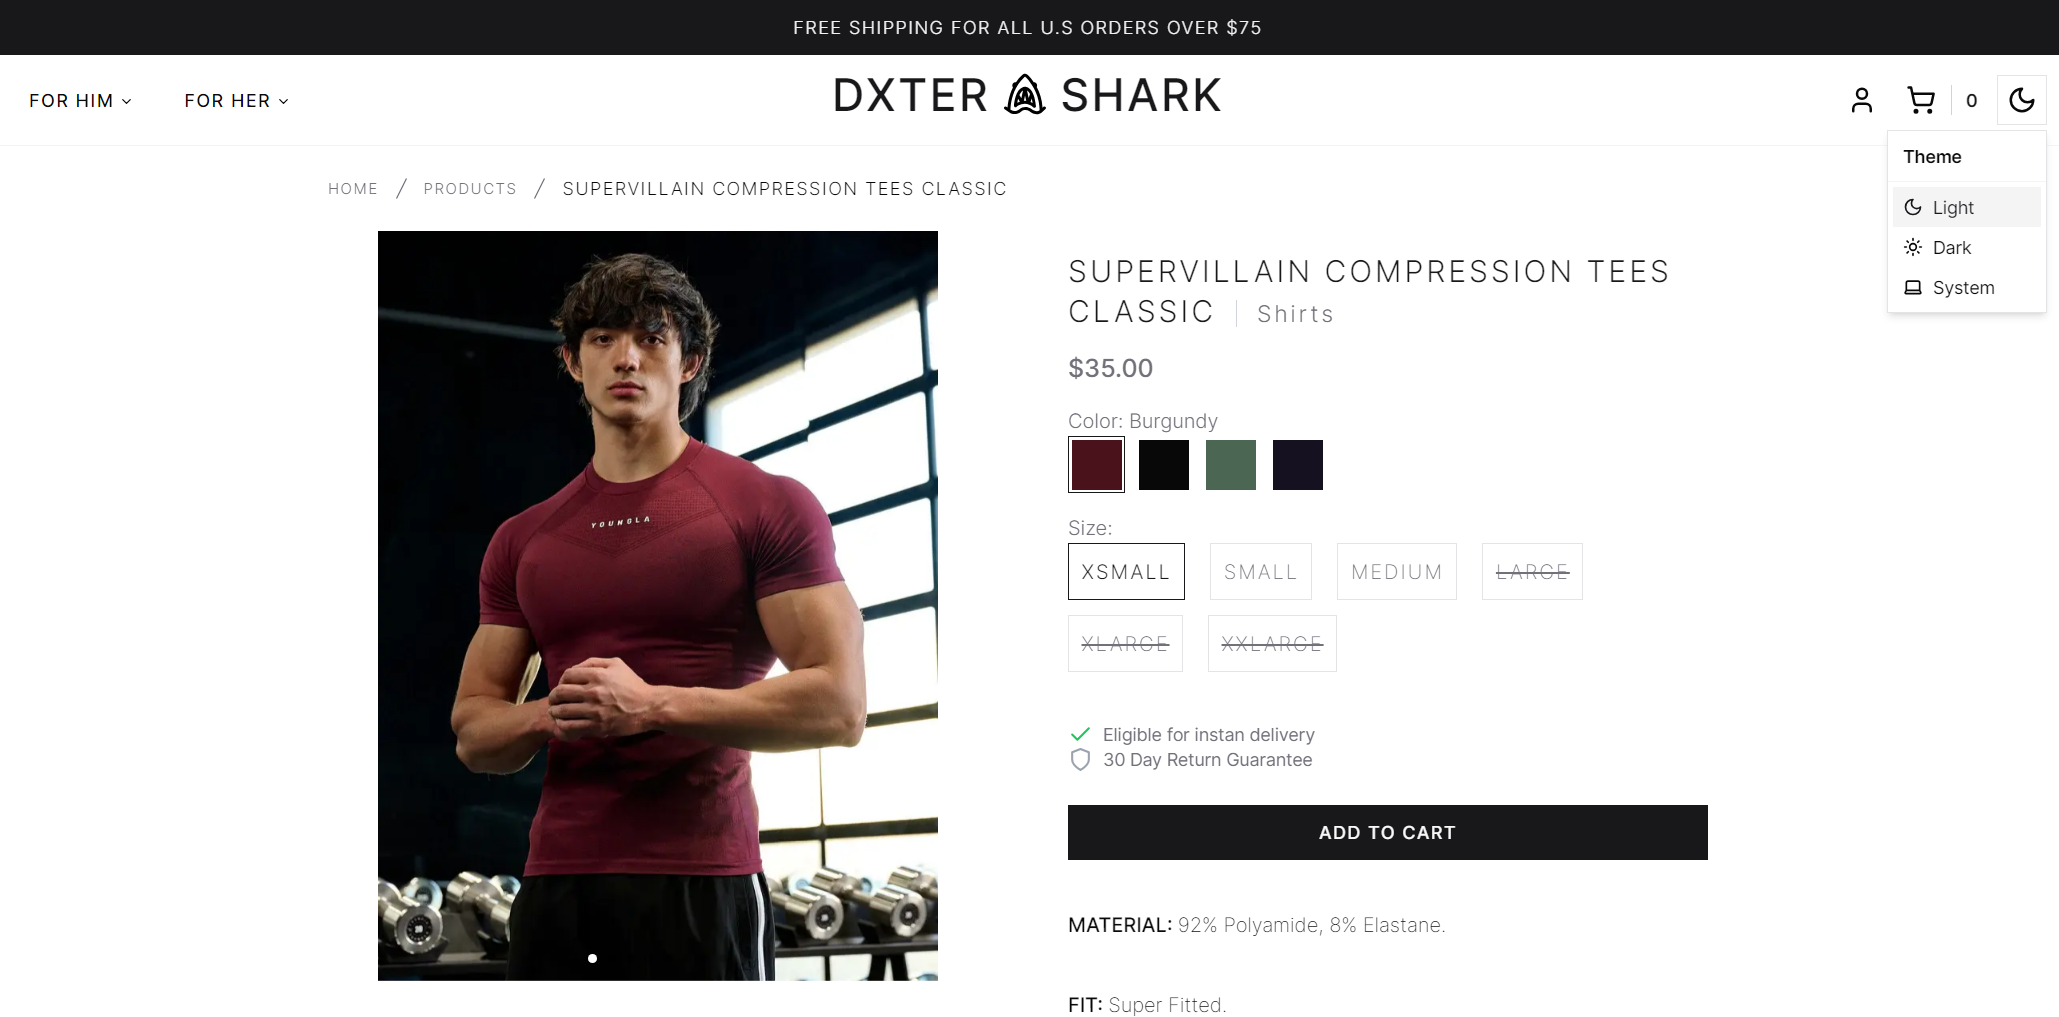 FREE SHIPPING FOR ALL U.S ORDERS OVER $75
FOR HIM
FOR HER
DXTER SHARK
0
Theme
Light
Dark
System
HOME / PRODUCTS / SUPERVILLAIN COMPRESSION TEES CLASSIC
YOUNGLA
SUPERVILLAIN COMPRESSION TEES
CLASSIC | Shirts
$35.00
Color: Burgundy
Size:
XSMALL SMALL MEDIUM LARGE
XLARGE XXLARGE
Eligible for instan delivery
30 Day Return Guarantee
ADD TO CART
MATERIAL: 92% Polyamide, 8% Elastane.
FIT: Super Fitted.